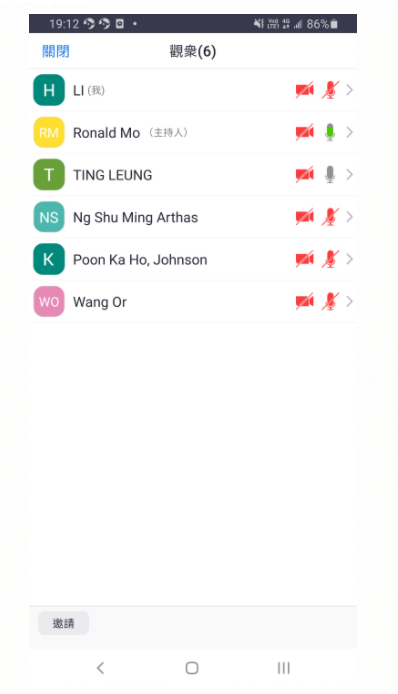 19:12
86%
關閉
觀衆(6)
H LI (我)
RM Ronald Mo (主持人)
T TING LEUNG
NS Ng Shu Ming Arthas
K Poon Ka Ho, Johnson
WO Wang Or
邀請